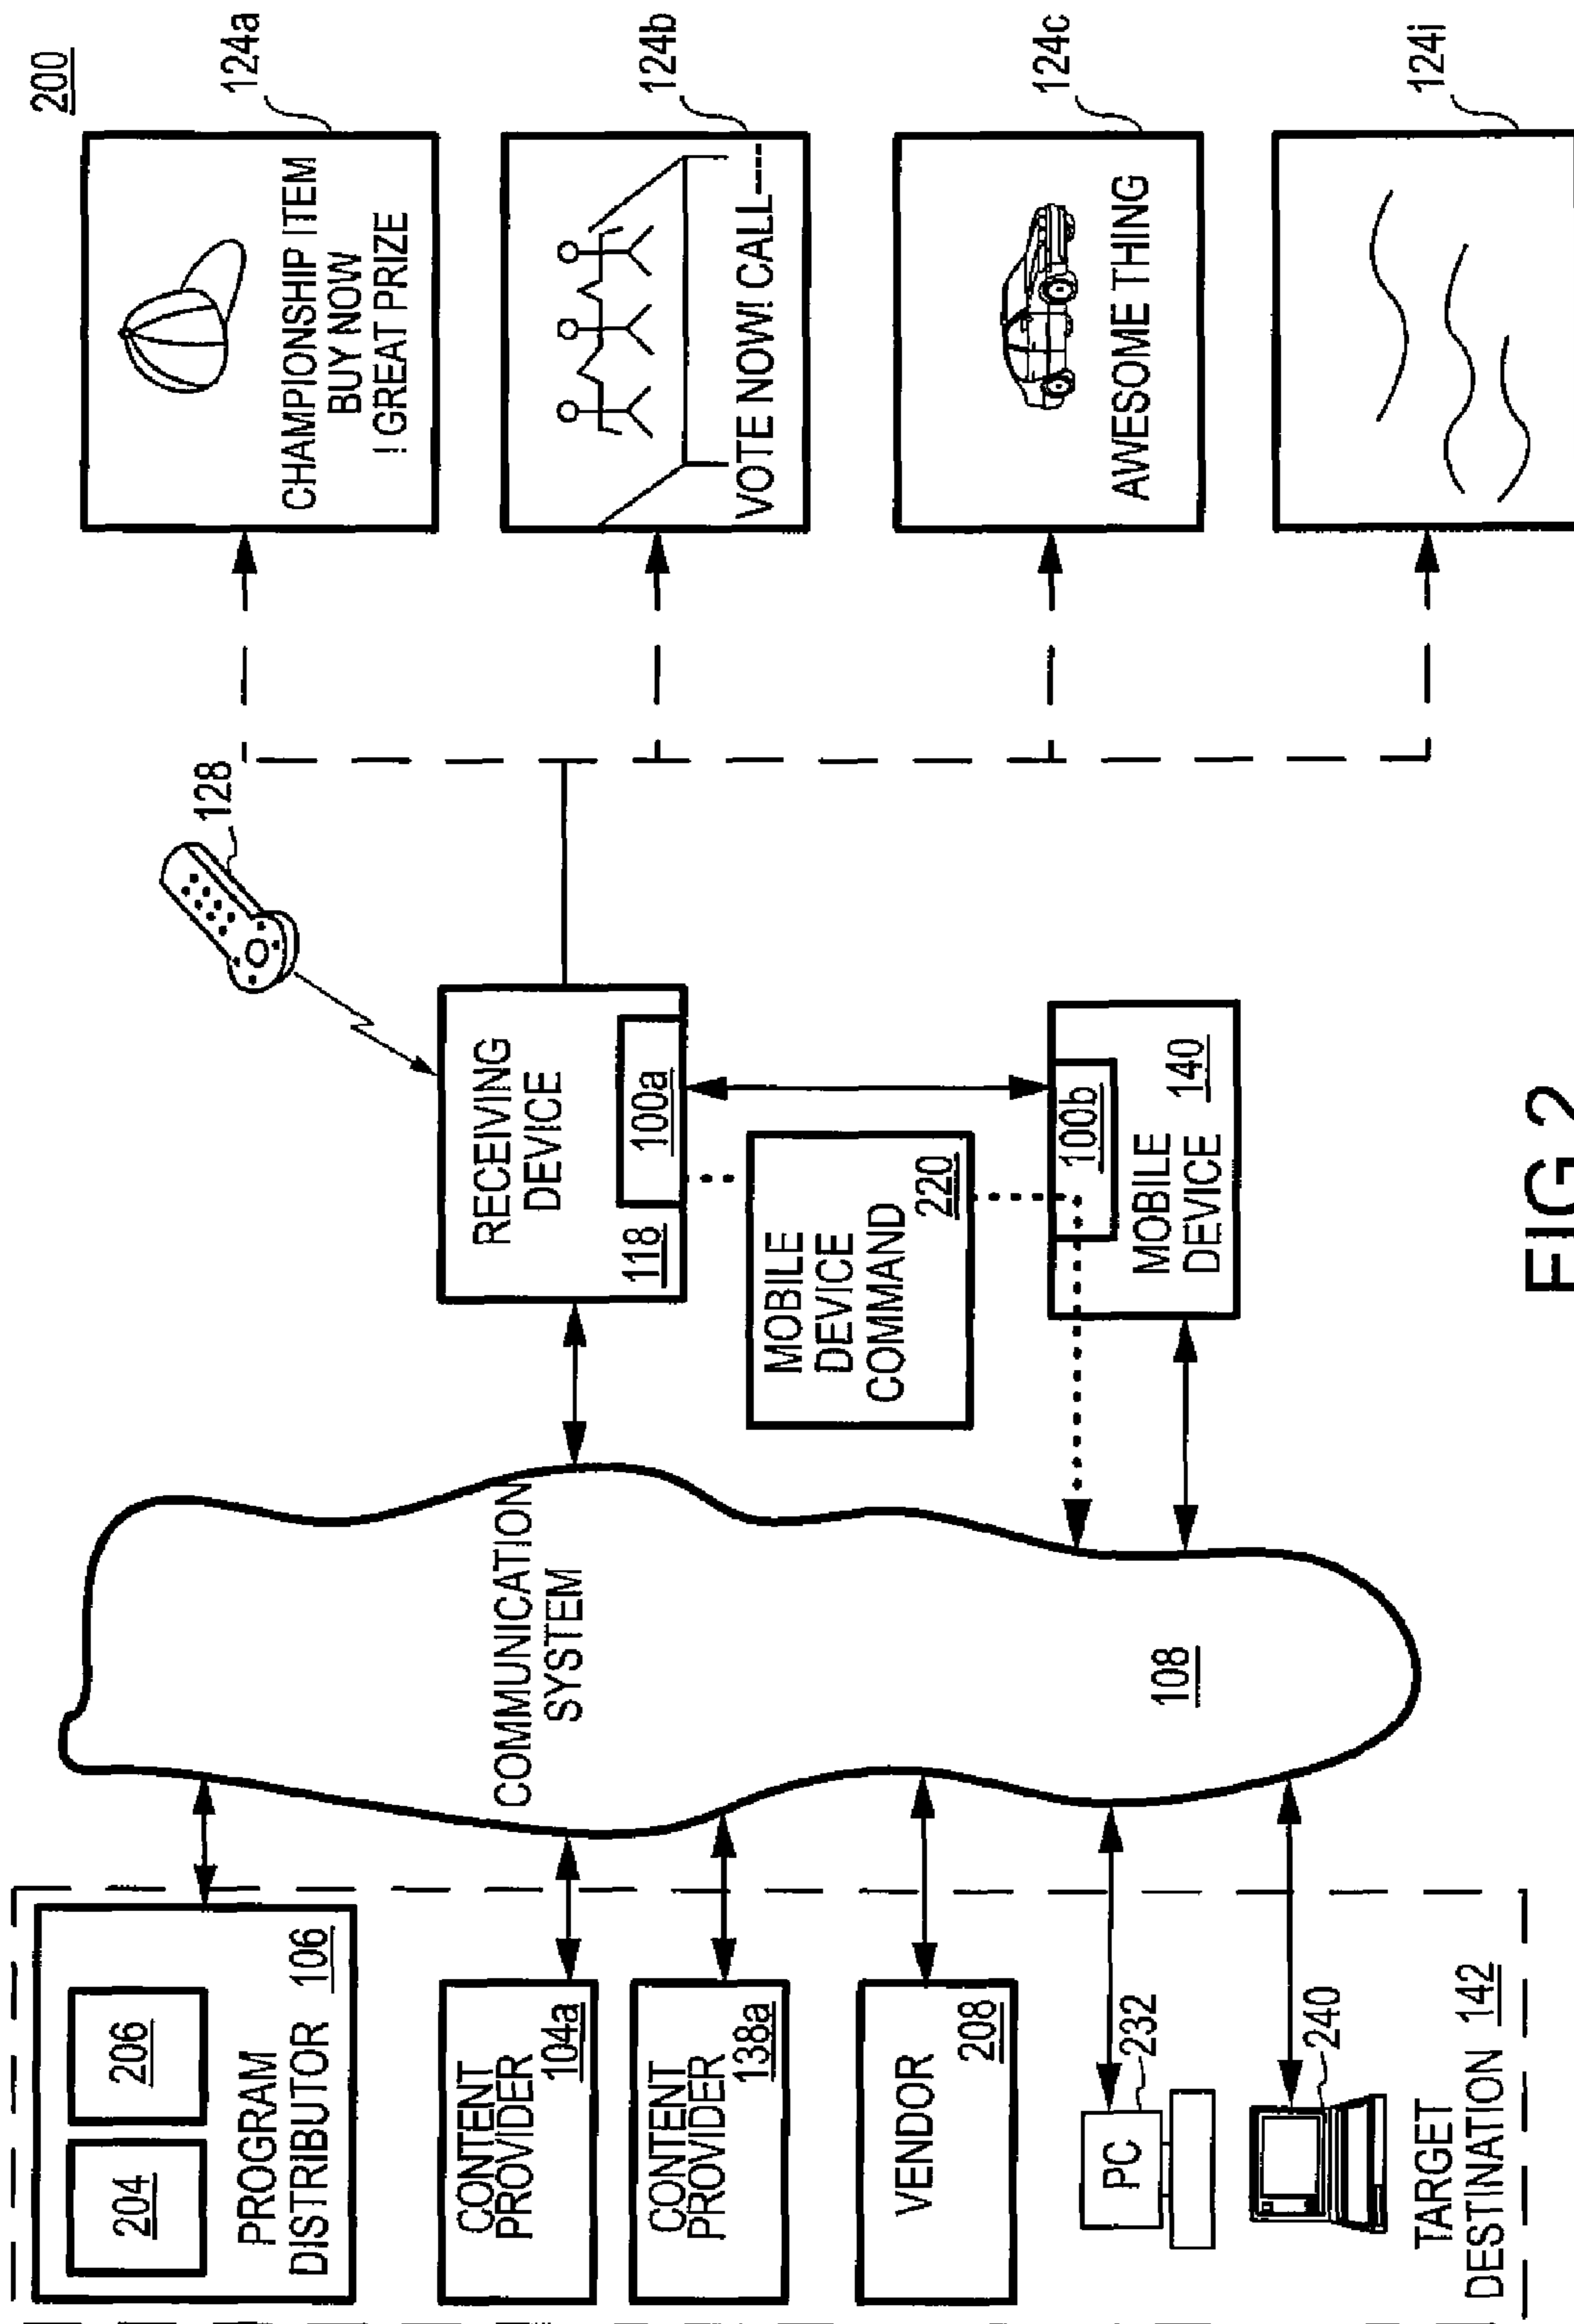 200
204
206
PROGRAM
DISTRIBUTOR 106
CONTENT
PROVIDER
104a
CONTENT
PROVIDER
138a
VENDOR
208
PC
232
240
TARGET
DESTINATION 142
COMMUNICATION
SYSTEM
108
128
RECEIVING
DEVICE
118
100a
MOBILE
DEVICE
COMMAND
220
100b
MOBILE
DEVICE
140
CHAMPIONSHIP ITEM
BUY NOW
! GREAT PRIZE
124a
VOTE NOW! CALL----
124b
AWESOME THING
124c
124i
FIG.2